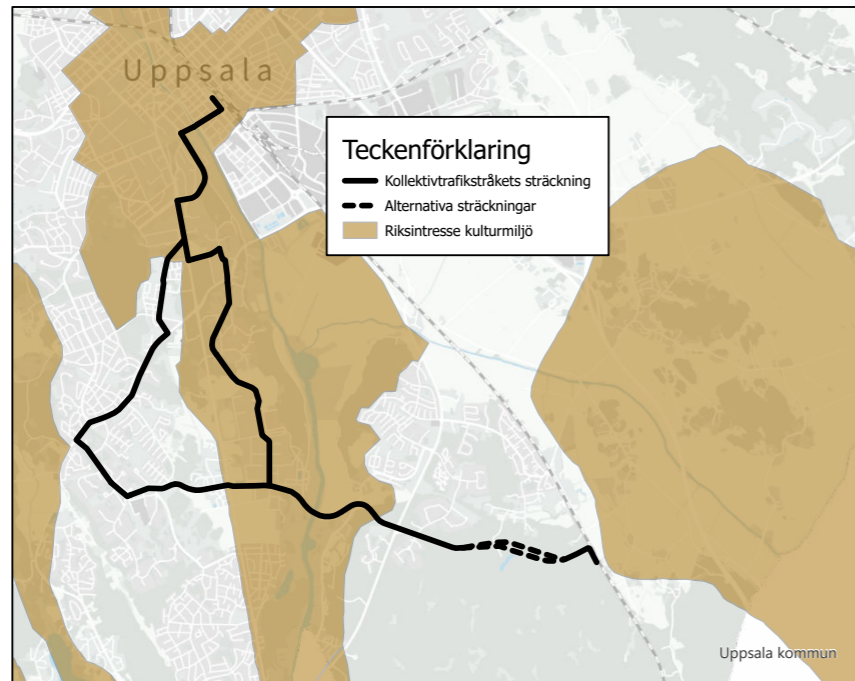 Uppsala
Teckenförklaring
Kollektivtrafikstråkets sträckning
Alternativa sträckningar
Riksintresse kulturmiljö
Uppsala kommun